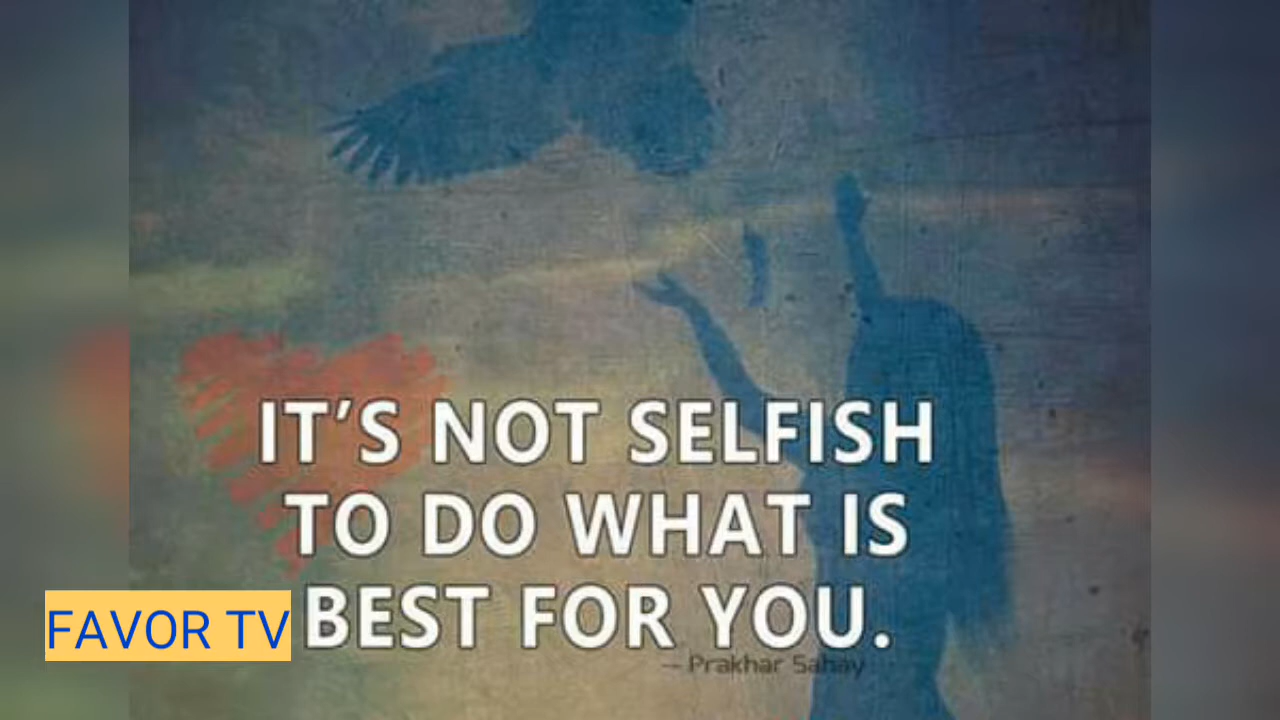 IT'S NOT SELFISH
TO DO WHAT IS
BEST FOR YOU.
FAVOR TV
— Prakhar Sahay